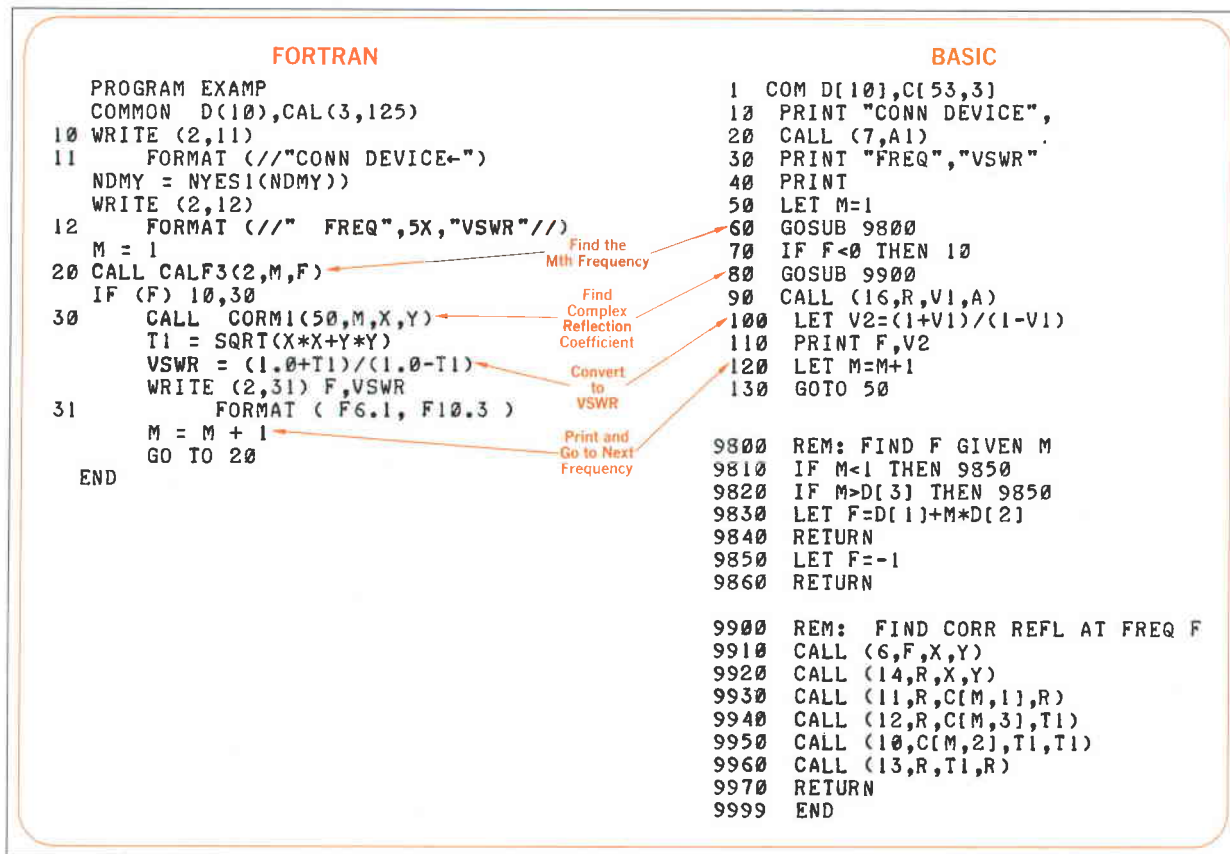 FORTRAN
PROGRAM EXAMP
COMMON D(10),CAL(3,125)
10 WRITE (2,11)
11 FORMAT (//"CONN DEVICE←")
NDMY = NYES1(NDMY))
WRITE (2,12)
12 FORMAT (//" FREQ",5X,"VSWR"//)
M = 1
20 CALL CALF3(2,M,F)
IF (F) 10,30
30 CALL CORM1(50,M,X,Y)
T1 = SQRT(X*X+Y*Y)
VSWR = (1.0+T1)/(1.0-T1)
WRITE (2,31) F,VSWR
31 FORMAT ( F6.1, F10.3 )
M = M + 1
GO TO 20
END
Find the
Mth Frequency
Find
Complex
Reflection
Coefficient
Convert
to
VSWR
Print and
Go to Next
Frequency
BASIC
1 COM D[10],C[53,3]
10 PRINT "CONN DEVICE",
20 CALL (7,A1)
30 PRINT "FREQ","VSWR"
40 PRINT
50 LET M=1
60 GOSUB 9800
70 IF F<0 THEN 10
80 GOSUB 9900
90 CALL (16,R,V1,A)
100 LET V2=(1+V1)/(1-V1)
110 PRINT F,V2
120 LET M=M+1
130 GOTO 50
9800 REM: FIND F GIVEN M
9810 IF M<1 THEN 9850
9820 IF M>D[3] THEN 9850
9830 LET F=D[1]+M*D[2]
9840 RETURN
9850 LET F=-1
9860 RETURN
9900 REM: FIND CORR REFL AT FREQ F
9910 CALL (6,F,X,Y)
9920 CALL (14,R,X,Y)
9930 CALL (11,R,C[M,1],R)
9940 CALL (12,R,C[M,3],T1)
9950 CALL (10,C[M,2],T1,T1)
9960 CALL (13,R,T1,R)
9970 RETURN
9999 END